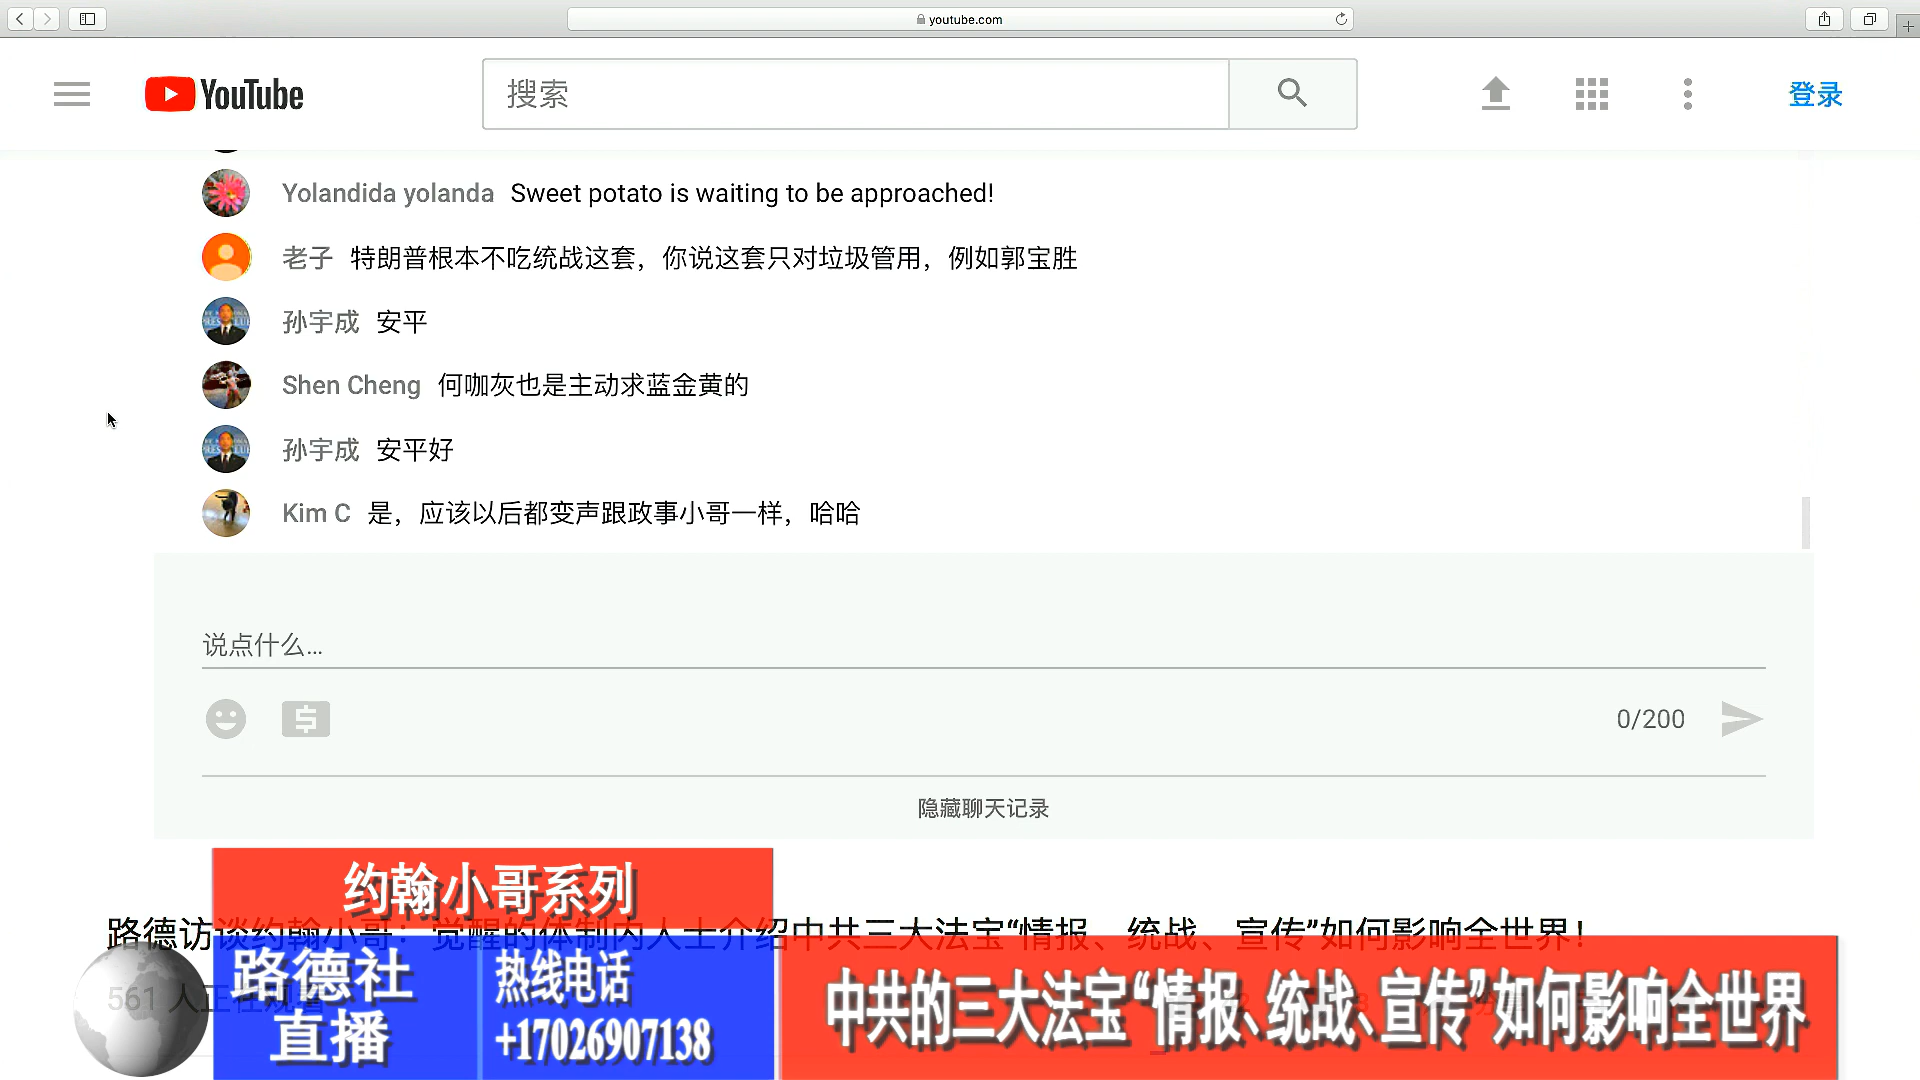 youtube.com
YouTube
搜索
登录
Yolandida yolanda Sweet potato is waiting to be approached!
老子 特朗普根本不吃统战这套，你说这套只对垃圾管用，例如郭宝胜
孙宇成 安平
Shen Cheng 何咖灰也是主动求蓝金黄的
孙宇成 安平好
Kim C 是，应该以后都变声跟政事小哥一样，哈哈
说点什么...
0/200
隐藏聊天记录
约翰小哥系列
路德访谈约翰小哥：觉醒的体制内人士介绍中共三大法宝“情报、统战、宣传”如何影响全世界！
561 人正在观看
路德社
直播
热线电话
+17026907138
中共的三大法宝“情报、统战、宣传”如何影响全世界